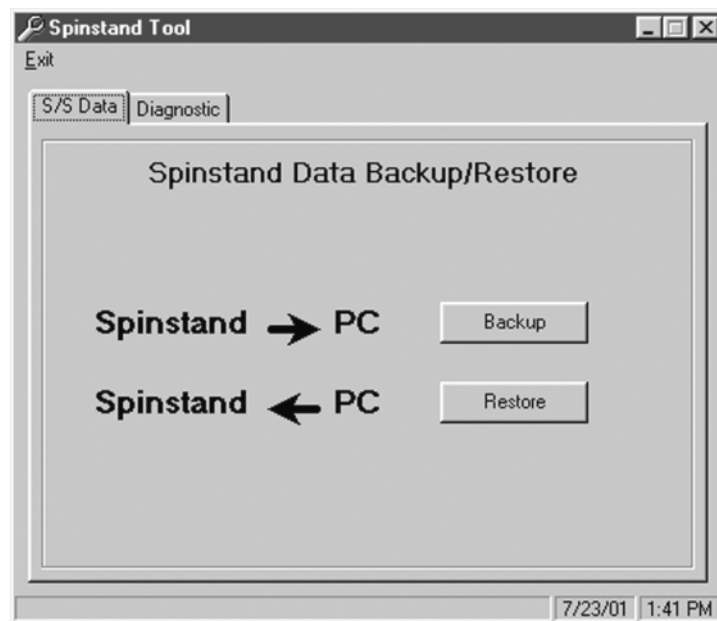 Spinstand Tool
Exit
S/S Data Diagnostic
Spinstand Data Backup/Restore
Spinstand PC Backup
Spinstand PC Restore
7/23/01 1:41 PM